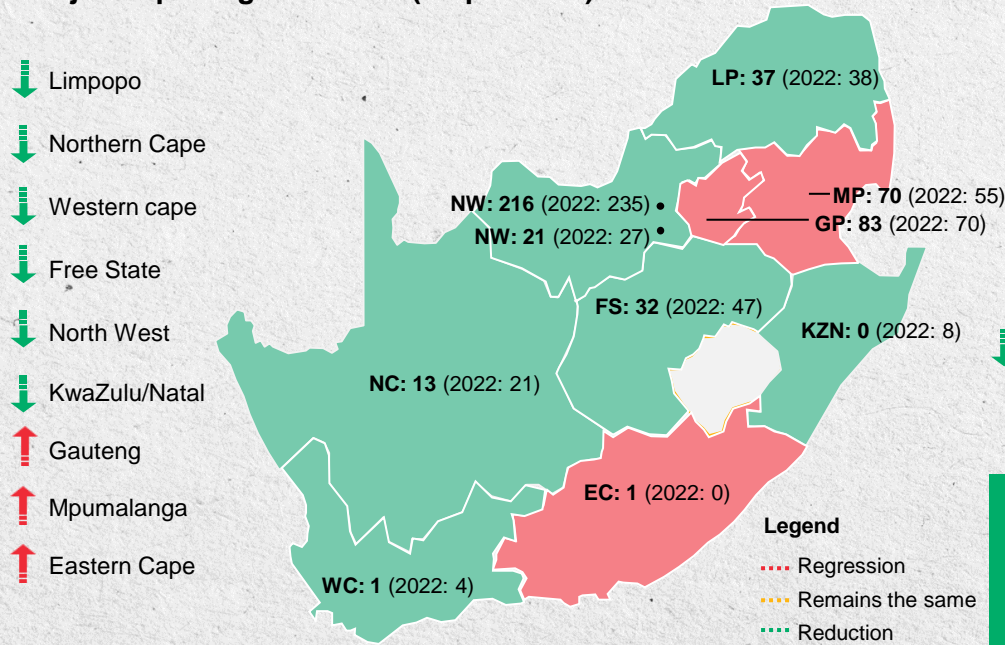 Limpopo
Northern Cape
Western cape
Free State
North West
KwaZulu/Natal
Gauteng
Mpumalanga
Eastern Cape
LP: 37 (2022: 38)
MP: 70 (2022: 55)
GP: 83 (2022: 70)
NW: 216 (2022: 235)
NW: 21 (2022: 27)
FS: 32 (2022: 47)
KZN: 0 (2022: 8)
NC: 13 (2022: 21)
EC: 1 (2022: 0)
WC: 1 (2022: 4)
Legend
Regression
Remains the same
Reduction